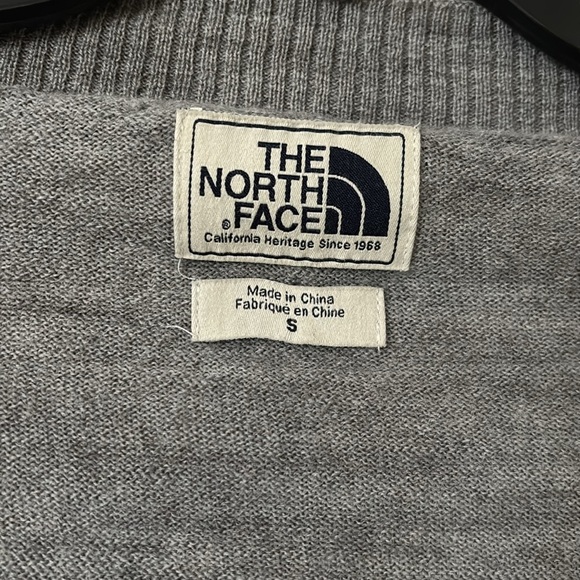 THE
NORTH
FACE
®
California Heritage Since 1968
Made in China
Fabriqué en Chine
S